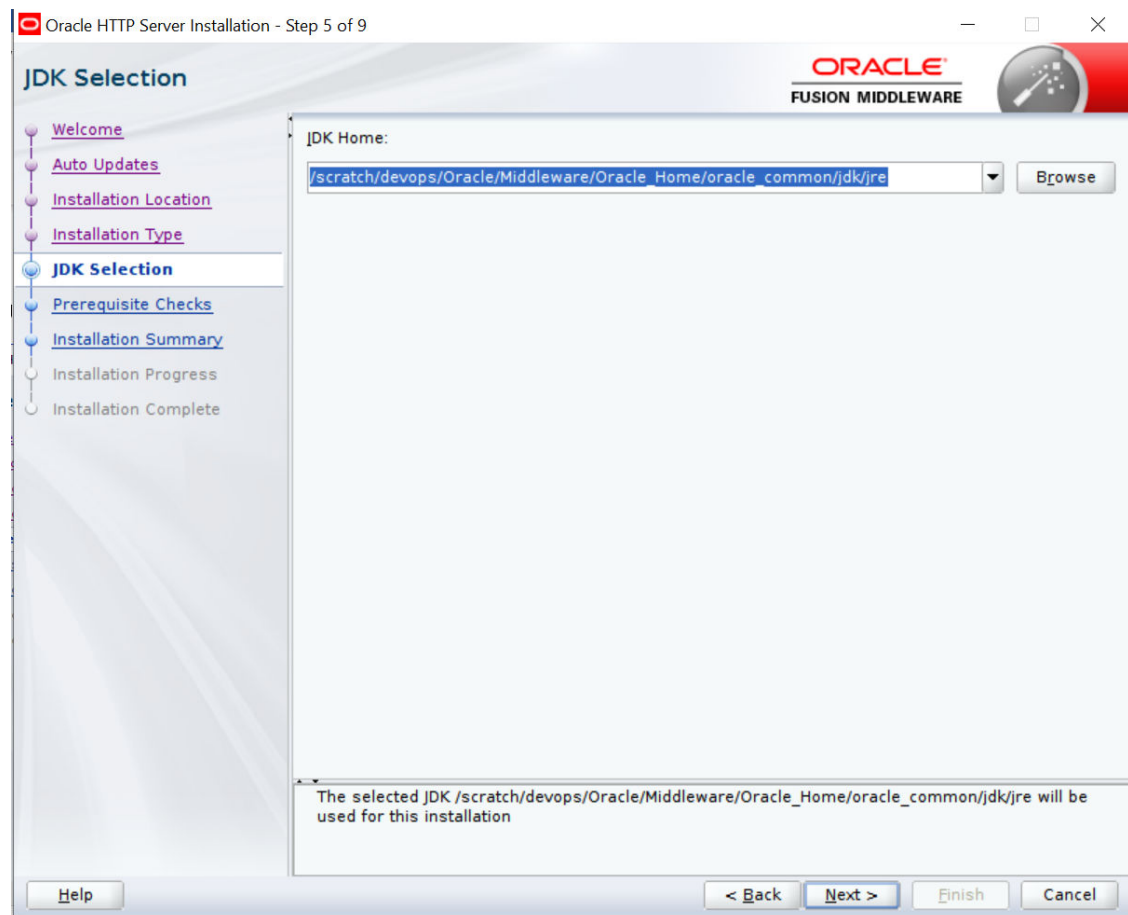 Oracle HTTP Server Installation - Step 5 of 9
JDK Selection
ORACLE
FUSION MIDDLEWARE
Welcome
Auto Updates
Installation Location
Installation Type
JDK Selection
Prerequisite Checks
Installation Summary
Installation Progress
Installation Complete
JDK Home:
/scratch/devops/Oracle/Middleware/Oracle_Home/oracle_common/jdk/jre
Browse
The selected JDK /scratch/devops/Oracle/Middleware/Oracle_Home/oracle_common/jdk/jre will be
used for this installation
Help
< Back
Next >
Finish
Cancel